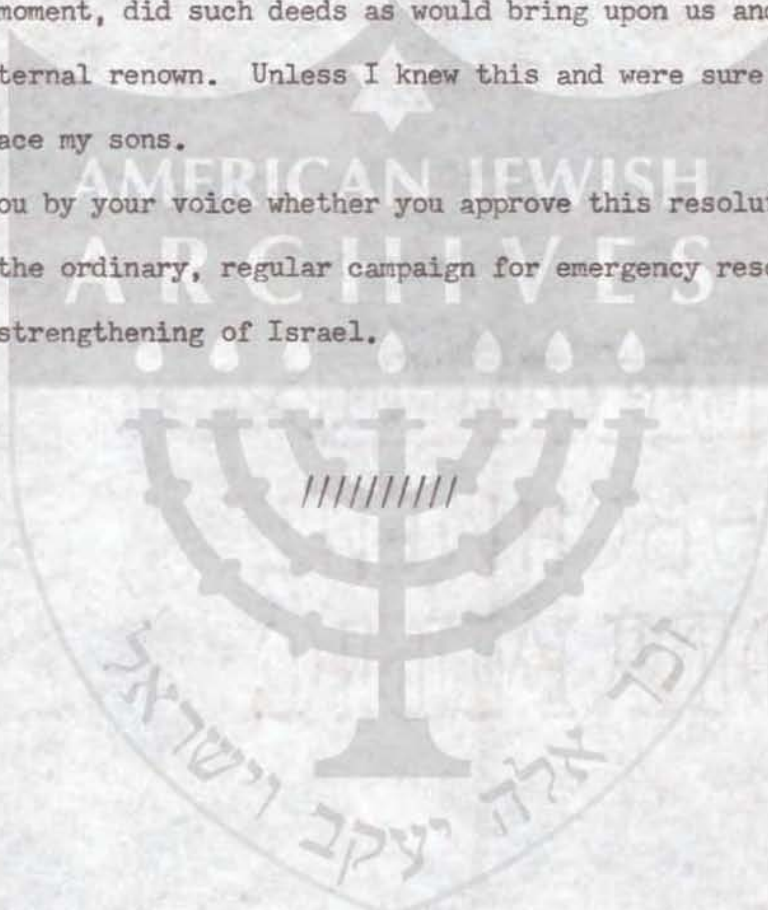 moment, did such deeds as would bring upon us and
ternal renown. Unless I knew this and were sure
ace my sons.
AMERICAN JEWISH
ou by your voice whether you approve this resolut
ARCHIVES
the ordinary, regular campaign for emergency res
strengthening of Israel.
//////////
זכר אלה יעקב וישראל